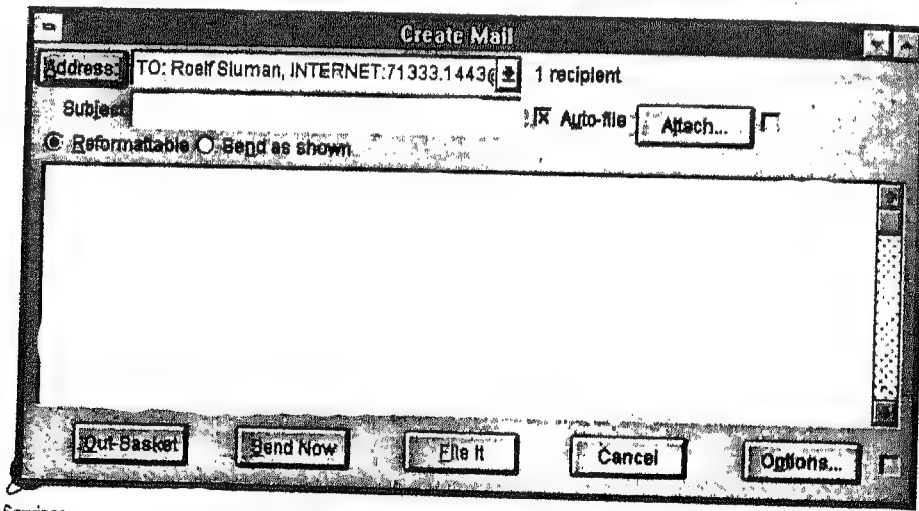 Create Mail
Address: TO: Roelf Sluman, INTERNET:71333.1443@ 1 recipient
Subject:
Auto-file Attach...
Reformattable Send as shown
Out-Basket Send Now File It Cancel Options...